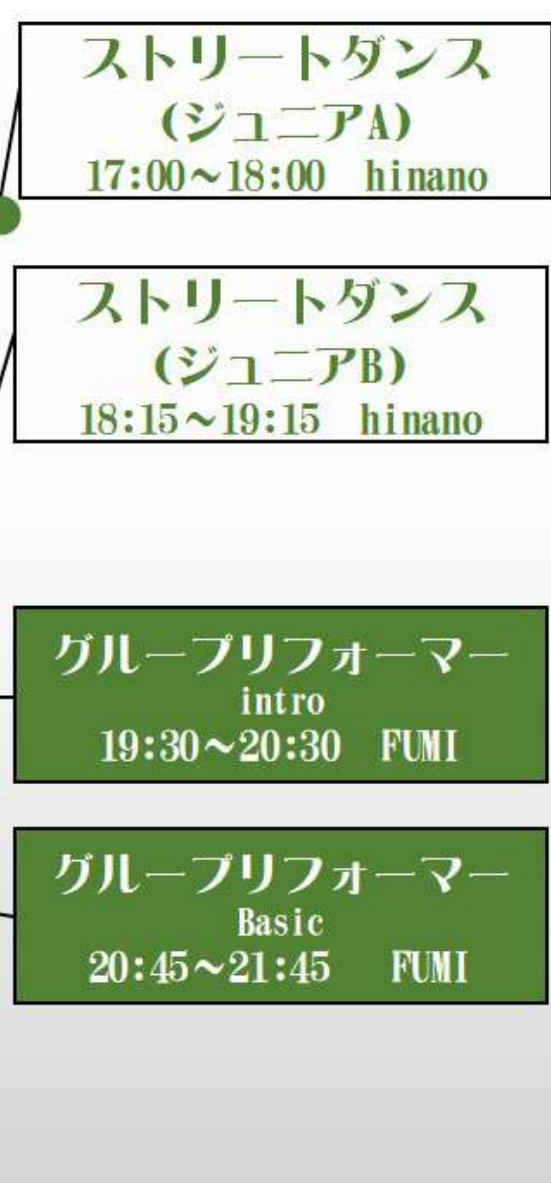 ストリートダンス
(ジュニアA)
17:00～18:00 hinano
ストリートダンス
(ジュニアB)
18:15～19:15 hinano
グループリフォーマー
intro
19:30～20:30 FUMI
グループリフォーマー
Basic
20:45～21:45 FUMI